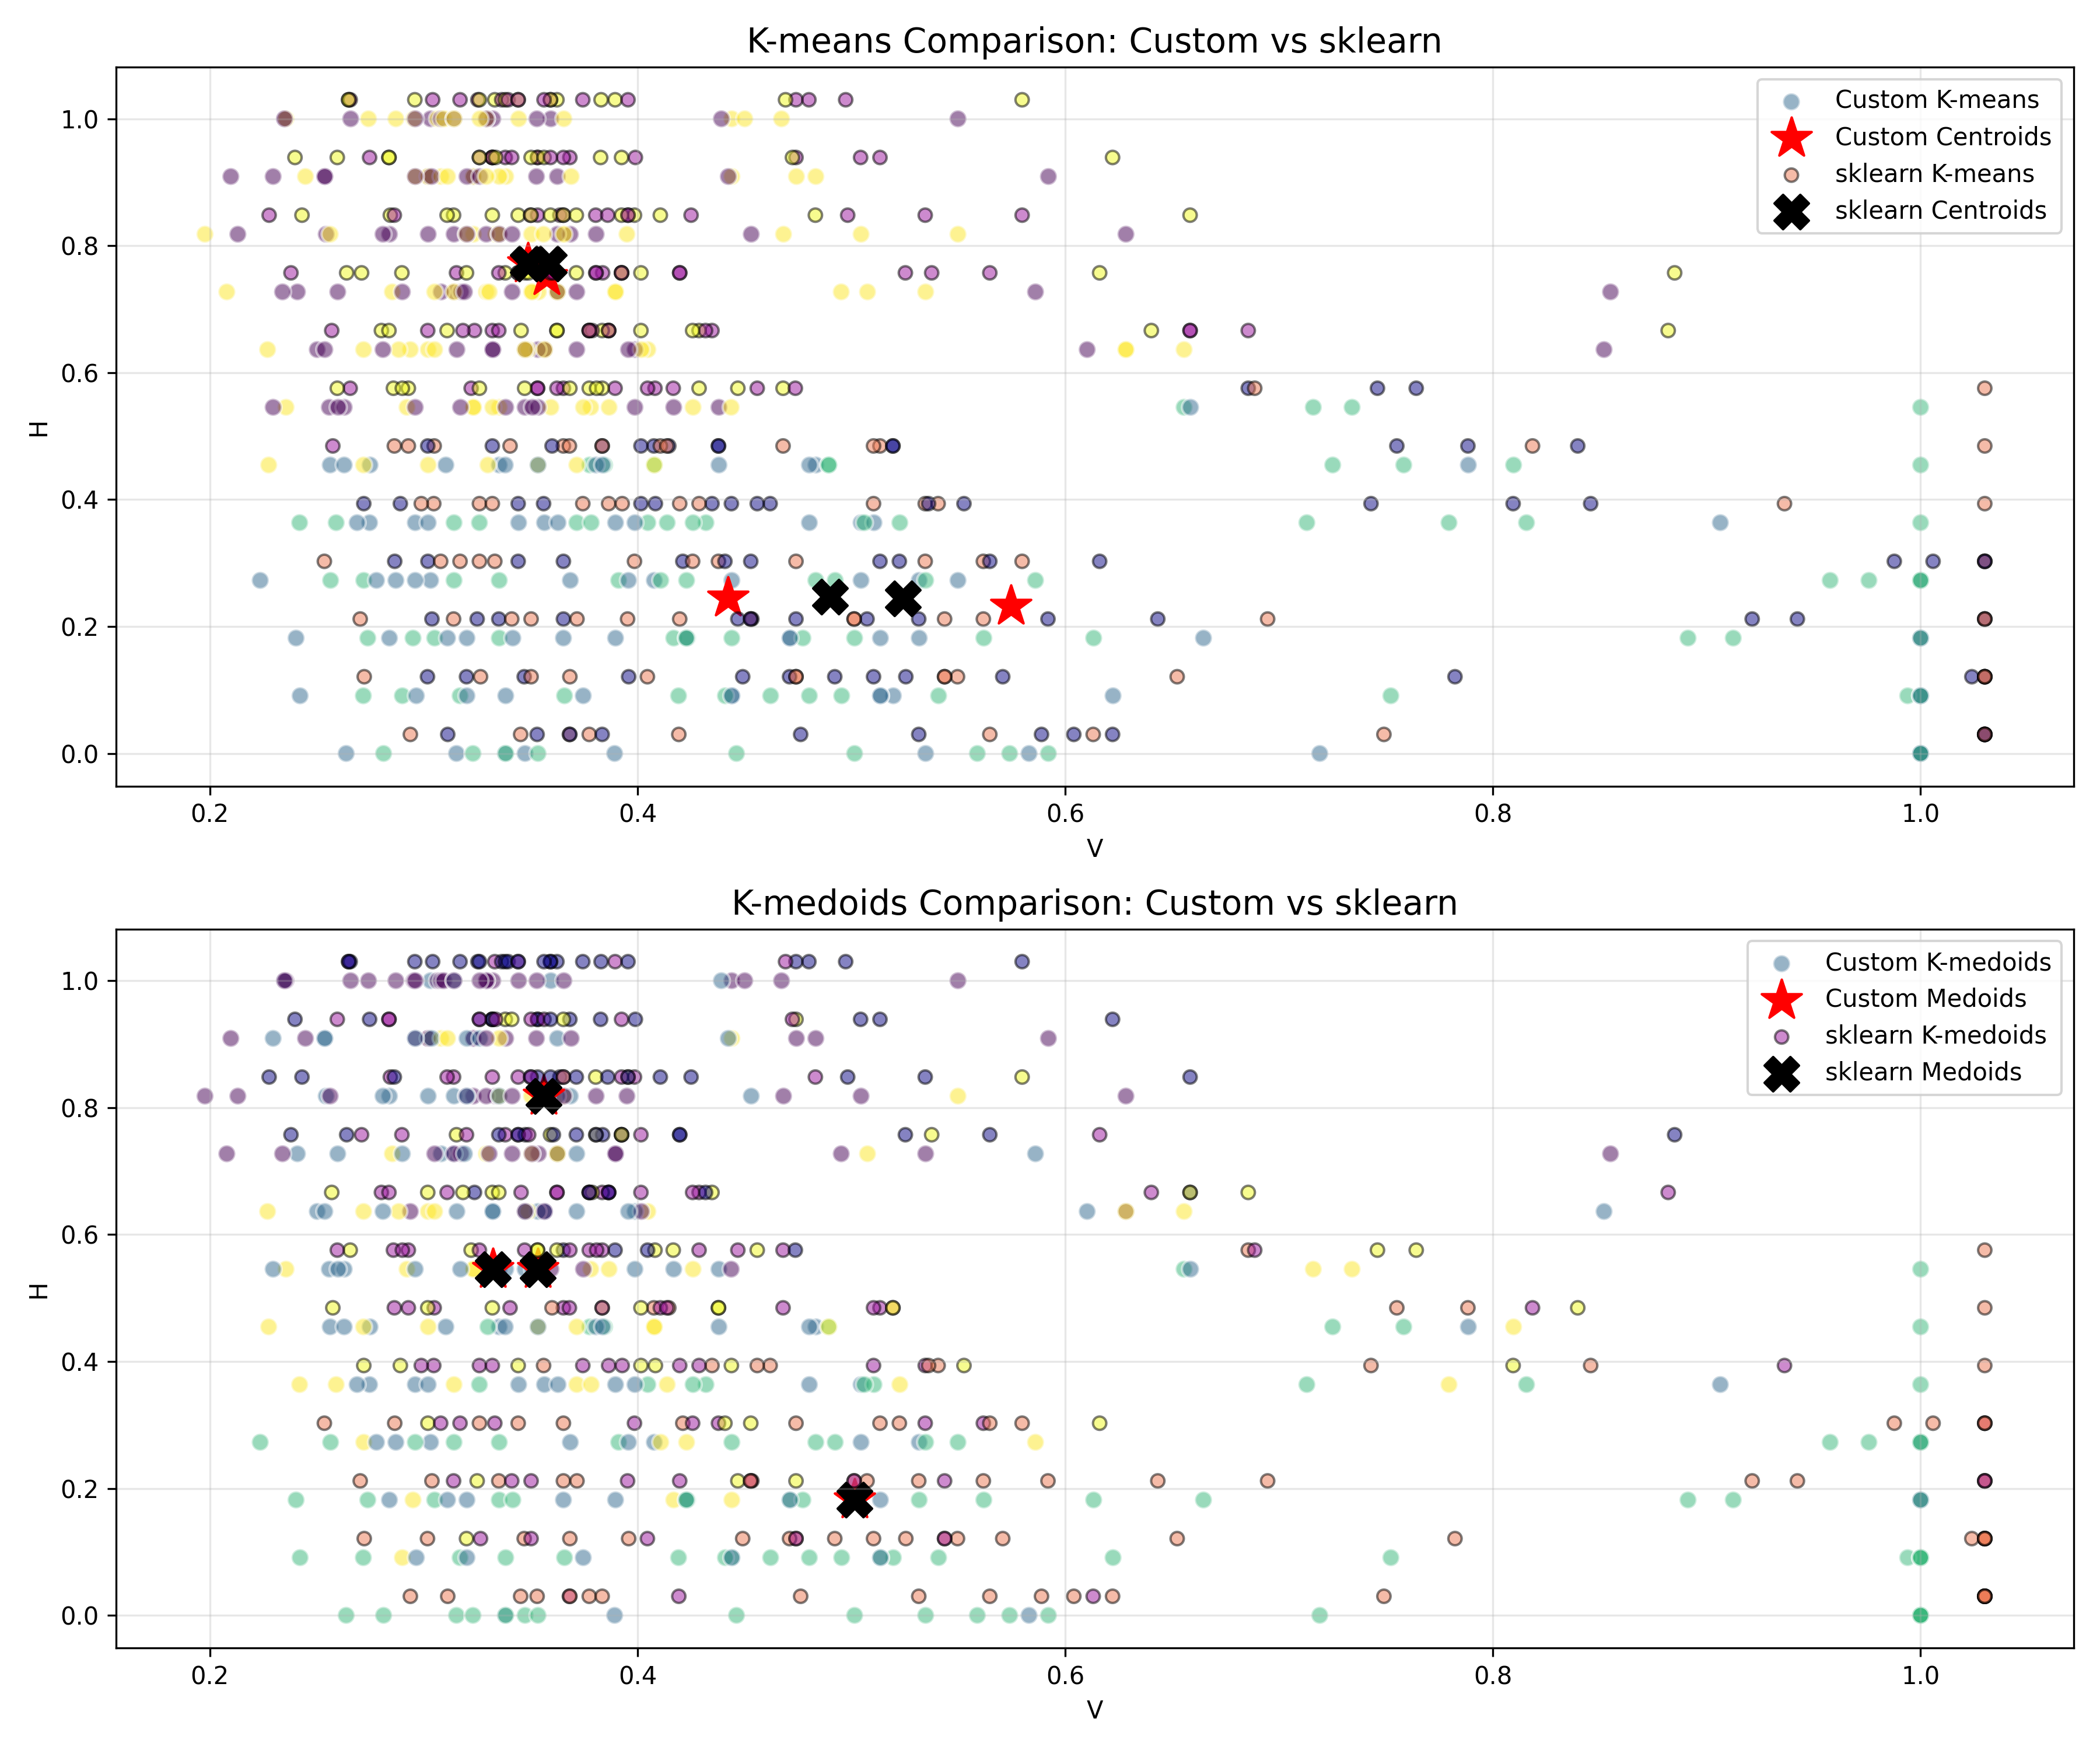 K-means Comparison: Custom vs sklearn
Custom K-means
Custom Centroids
sklearn K-means
sklearn Centroids
1.0
0.8
0.6
0.4
0.2
0.0
H
0.2 0.4 0.6 0.8 1.0
V
K-medoids Comparison: Custom vs sklearn
Custom K-medoids
Custom Medoids
sklearn K-medoids
sklearn Medoids
1.0
0.8
0.6
0.4
0.2
0.0
H
0.2 0.4 0.6 0.8 1.0
V